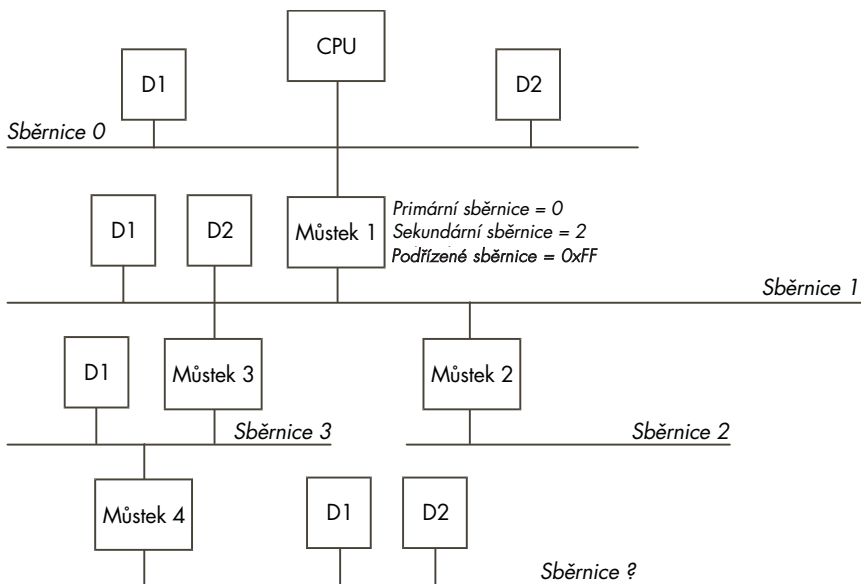 CPU
D1
D2
Sběrnice 0
D1
D2
Můstek 1
Primární sběrnice = 0
Sekundární sběrnice = 2
Podřízené sběrnice = 0xFF
Sběrnice 1
D1
Můstek 3
Můstek 2
Sběrnice 3
Sběrnice 2
Můstek 4
D1
D2
Sběrnice ?